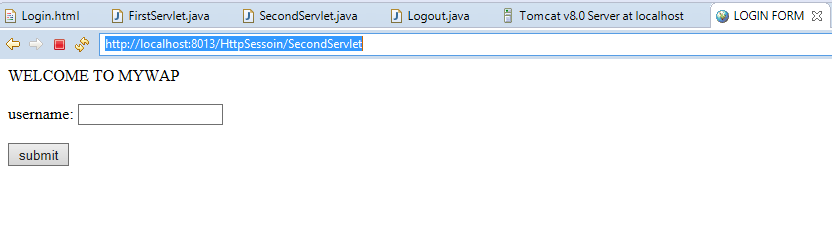 Login.html FirstServlet.java SecondServlet.java Logout.java Tomcat v8.0 Server at localhost LOGIN FORM
http://localhost:8013/HttpSessoin/SecondServlet
WELCOME TO MYWAP
username:
submit